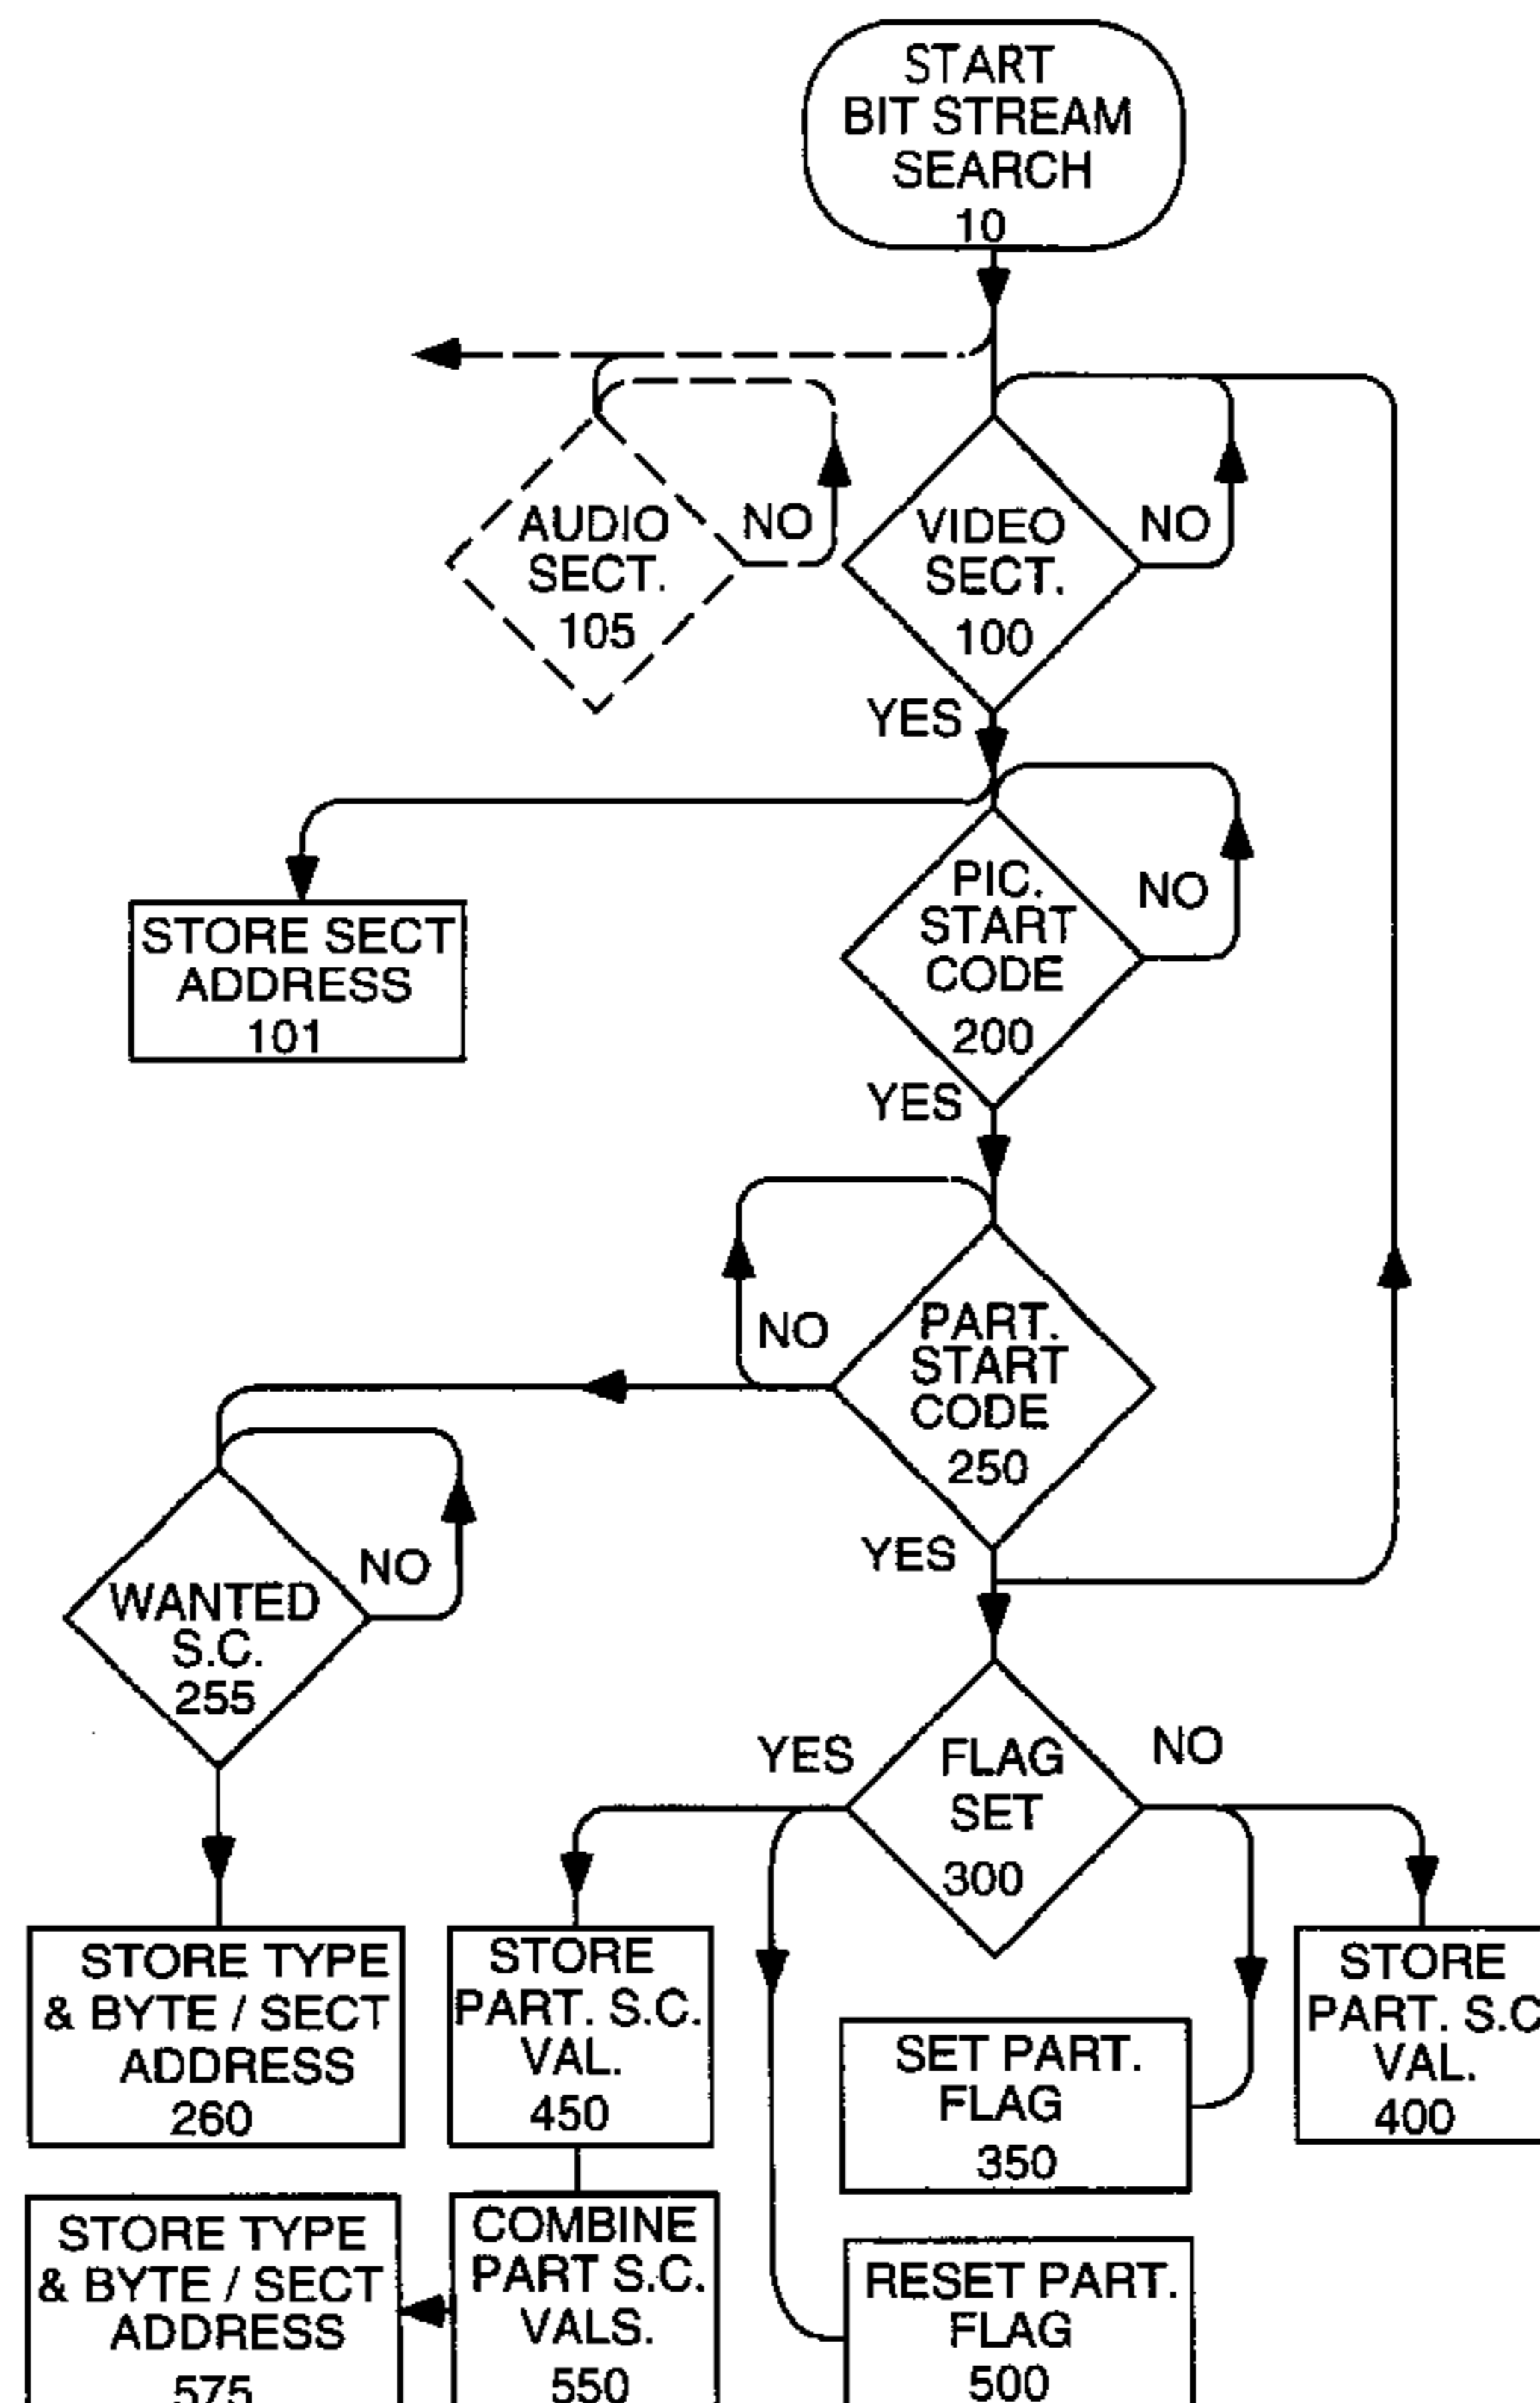 START
BIT STREAM
SEARCH
10
AUDIO
SECT.
105
NO
VIDEO
SECT.
100
NO
YES
STORE SECT
ADDRESS
101
PIC.
START
CODE
200
NO
YES
NO
PART.
START
CODE
250
YES
WANTED
S.C.
255
NO
YES
FLAG
SET
300
NO
STORE TYPE
& BYTE / SECT
ADDRESS
260
STORE
PART. S.C.
VAL.
450
SET PART.
FLAG
350
STORE
PART. S.C
VAL.
400
STORE TYPE
& BYTE / SECT
ADDRESS
575
COMBINE
PART S.C.
VALS.
550
RESET PART.
FLAG
500